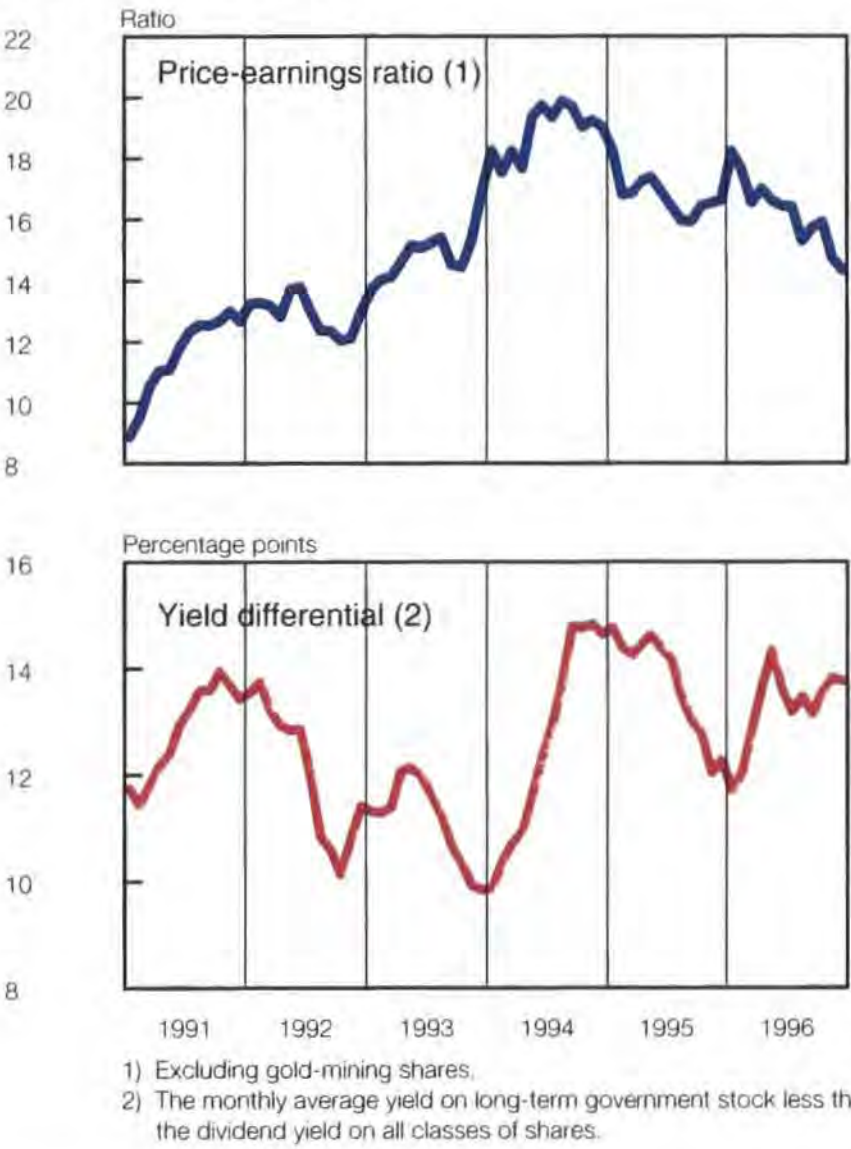 Ratio
22
Price-earnings ratio (1)
20
18
16
14
12
10
8
Percentage points
16
Yield differential (2)
14
12
10
8
1991 1992 1993 1994 1995 1996
1) Excluding gold-mining shares.
2) The monthly average yield on long-term government stock less th
the dividend yield on all classes of shares.